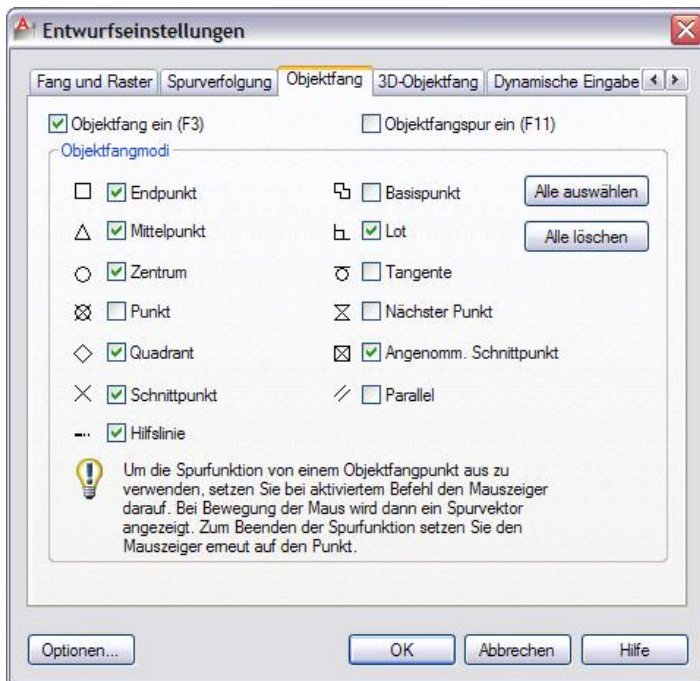 Entwurfseinstellungen
Fang und Raster Spurverfolgung Objektfang 3D-Objektfang Dynamische Eingabe
Objektfang ein (F3) Objektfangspur ein (F11)
Objektfangmodi
Endpunkt Basispunkt Alle auswählen
Mittelpunkt Lot Alle löschen
Zentrum Tangente
Punkt Nächster Punkt
Quadrant Angenomm. Schnittpunkt
Schnittpunkt Parallel
Hilfslinie
Um die Spurfunktion von einem Objektfangpunkt aus zu
verwenden, setzen Sie bei aktiviertem Befehl den Mauszeiger
darauf. Bei Bewegung der Maus wird dann ein Spurvektor
angezeigt. Zum Beenden der Spurfunktion setzen Sie den
Mauszeiger erneut auf den Punkt.
Optionen... OK Abbrechen Hilfe